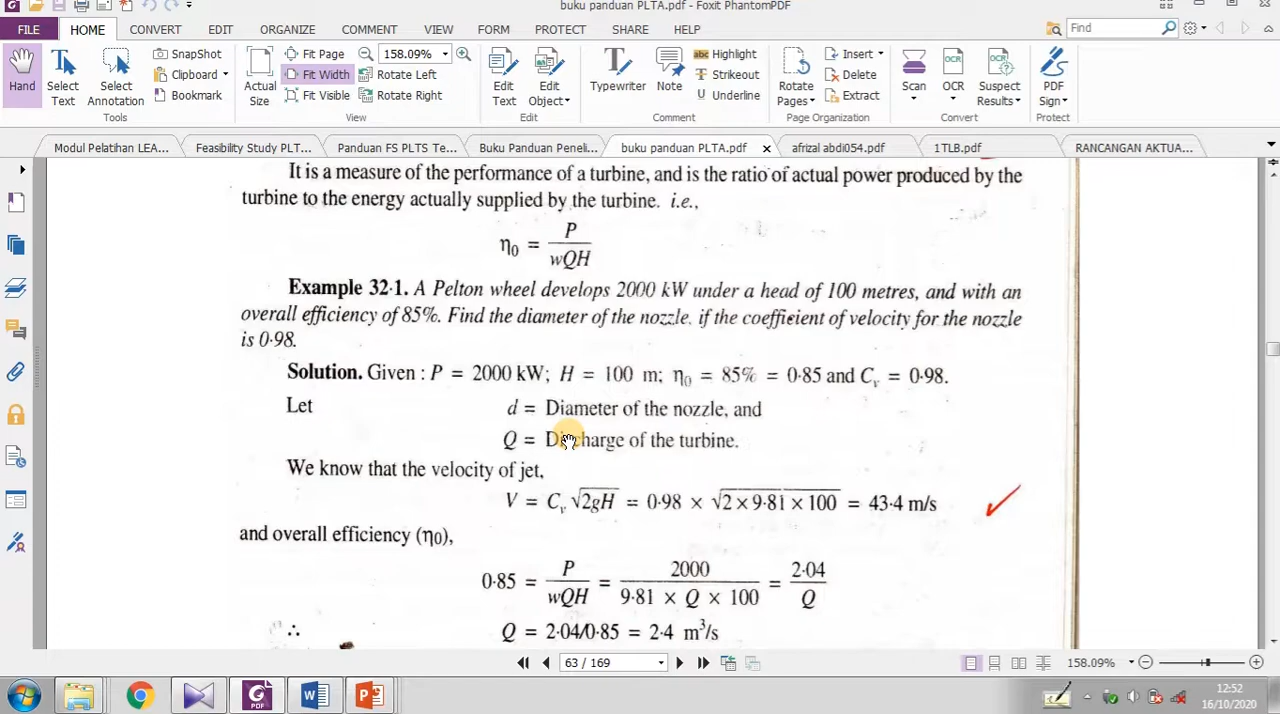 buku panduan PLTA.pdf - Foxit PhantomPDF
FILE HOME CONVERT EDIT ORGANIZE COMMENT VIEW FORM PROTECT SHARE HELP Find
SnapShot Fit Page 158.09% Highlight Insert
Clipboard Fit Width Rotate Left Strikeout Delete
Bookmark Fit Visible Rotate Right Underline Extract
Hand Select Text Select Annotation Actual Size Edit Text Edit Object Typewriter Note Rotate Pages Scan OCR Suspect Results PDF Sign
OCR OCR
Tools View Edit Comment Page Organization Convert Protect
Modul Pelatihan LEA... Feasibility Study PLT... Panduan FS PLTS Te... Buku Panduan Peneli... buku panduan PLTA.pdf afrizal abdi054.pdf 1TLB.pdf RANCANGAN AKTUA...
It is a measure of the performance of a turbine, and is the ratio of actual power produced by the
turbine to the energy actually supplied by the turbine. i.e.,
η0 = P / wQH
Example 32·1. A Pelton wheel develops 2000 kW under a head of 100 metres, and with an
overall efficiency of 85%. Find the diameter of the nozzle, if the coefficient of velocity for the nozzle
is 0·98.
Solution. Given : P = 2000 kW; H = 100 m; η0 = 85% = 0·85 and Cv = 0·98.
Let d = Diameter of the nozzle, and
Q = Discharge of the turbine.
We know that the velocity of jet,
V = Cv √2gH = 0·98 × √2 × 9·81 × 100 = 43·4 m/s
and overall efficiency (η0),
0·85 = P / wQH = 2000 / 9·81 × Q × 100 = 2·04 / Q
∴ Q = 2·04/0·85 = 2·4 m³/s
63 / 169 158.09%
PDF
12:52
16/10/2020